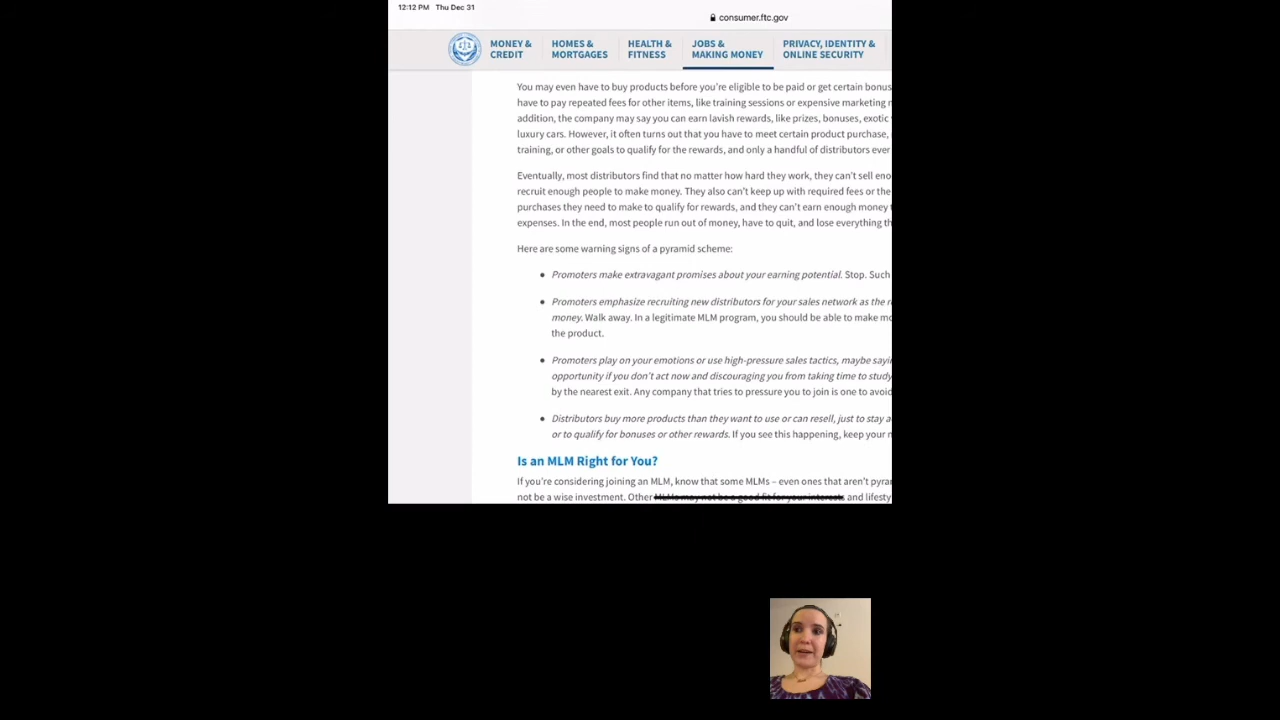 12:12 PM Thu Dec 31
consumer.ftc.gov
MONEY & CREDIT
HOMES & MORTGAGES
HEALTH & FITNESS
JOBS & MAKING MONEY
PRIVACY, IDENTITY & ONLINE SECURITY
You may even have to buy products before you're eligible to be paid or get certain bonus
have to pay repeated fees for other items, like training sessions or expensive marketing
addition, the company may say you can earn lavish rewards, like prizes, bonuses, exotic
luxury cars. However, it often turns out that you have to meet certain product purchase,
training, or other goals to qualify for the rewards, and only a handful of distributors ever
Eventually, most distributors find that no matter how hard they work, they can't sell eno
recruit enough people to make money. They also can't keep up with required fees or the
purchases they need to make to qualify for rewards, and they can't earn enough money
expenses. In the end, most people run out of money, have to quit, and lose everything th
Here are some warning signs of a pyramid scheme:
• Promoters make extravagant promises about your earning potential. Stop. Such
• Promoters emphasize recruiting new distributors for your sales network as the r
money. Walk away. In a legitimate MLM program, you should be able to make mo
the product.
• Promoters play on your emotions or use high-pressure sales tactics, maybe sayi
opportunity if you don't act now and discouraging you from taking time to study
by the nearest exit. Any company that tries to pressure you to join is one to avoid
• Distributors buy more products than they want to use or can resell, just to stay a
or to qualify for bonuses or other rewards. If you see this happening, keep your
Is an MLM Right for You?
If you're considering joining an MLM, know that some MLMs – even ones that aren't pyra
not be a wise investment. Other MLMs may not be a good fit for your interests and lifesty